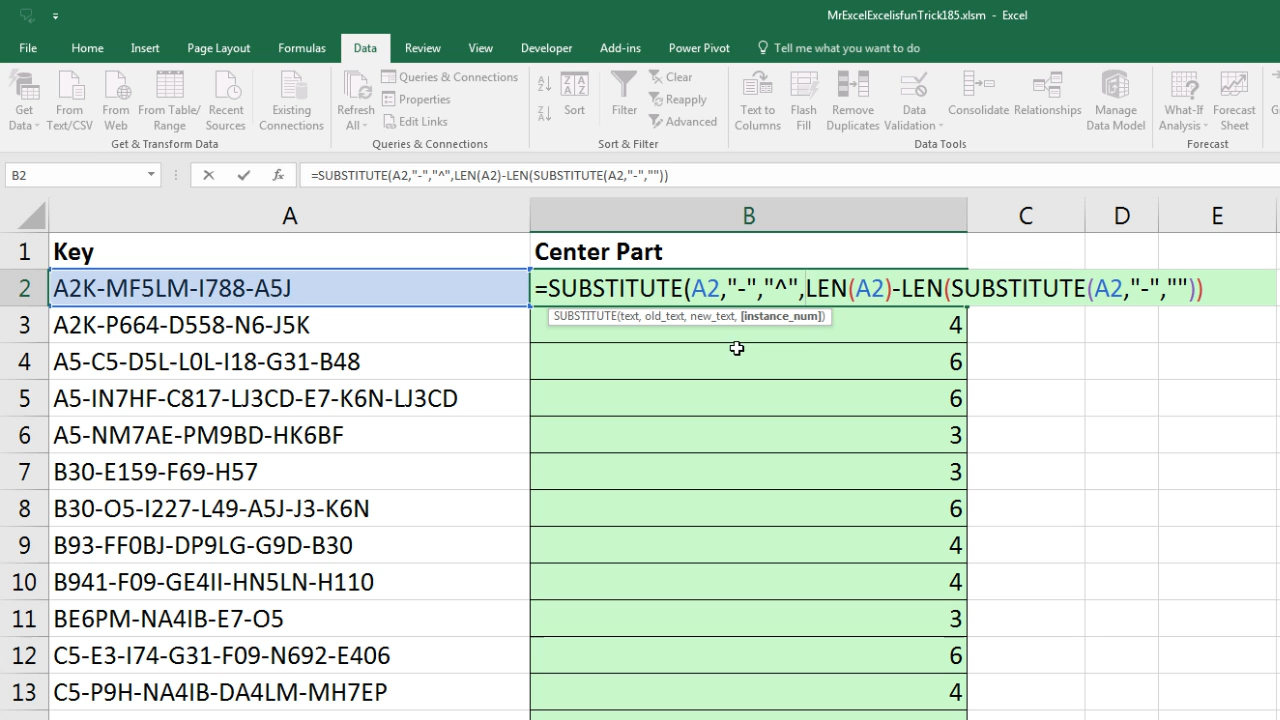 MrExcelExcelisfunTrick185.xlsm - Excel
File Home Insert Page Layout Formulas Data Review View Developer Add-ins Power Pivot Tell me what you want to do
Get Data
From Text/CSV
From Web
From Table/ Range
Recent Sources
Existing Connections
Refresh All
Queries & Connections
Properties
Edit Links
Sort
Filter
Clear
Reapply
Advanced
Text to Columns
Flash Fill
Remove Duplicates
Data Validation
Consolidate
Relationships
Manage Data Model
What-If Analysis
Forecast Sheet
Get & Transform Data Queries & Connections Sort & Filter Data Tools Forecast
B2 fx =SUBSTITUTE(A2,"-","^",LEN(A2)-LEN(SUBSTITUTE(A2,"-",""))
A B C D E
1 Key Center Part
2 A2K-MF5LM-I788-A5J =SUBSTITUTE(A2,"-","^",LEN(A2)-LEN(SUBSTITUTE(A2,"-",""))
SUBSTITUTE(text, old_text, new_text, [instance_num])
3 A2K-P664-D558-N6-J5K 4
4 A5-C5-D5L-L0L-I18-G31-B48 6
5 A5-IN7HF-C817-LJ3CD-E7-K6N-LJ3CD 6
6 A5-NM7AE-PM9BD-HK6BF 3
7 B30-E159-F69-H57 3
8 B30-O5-I227-L49-A5J-J3-K6N 6
9 B93-FF0BJ-DP9LG-G9D-B30 4
10 B941-F09-GE4II-HN5LN-H110 4
11 BE6PM-NA4IB-E7-O5 3
12 C5-E3-I74-G31-F09-N692-E406 6
13 C5-P9H-NA4IB-DA4LM-MH7EP 4